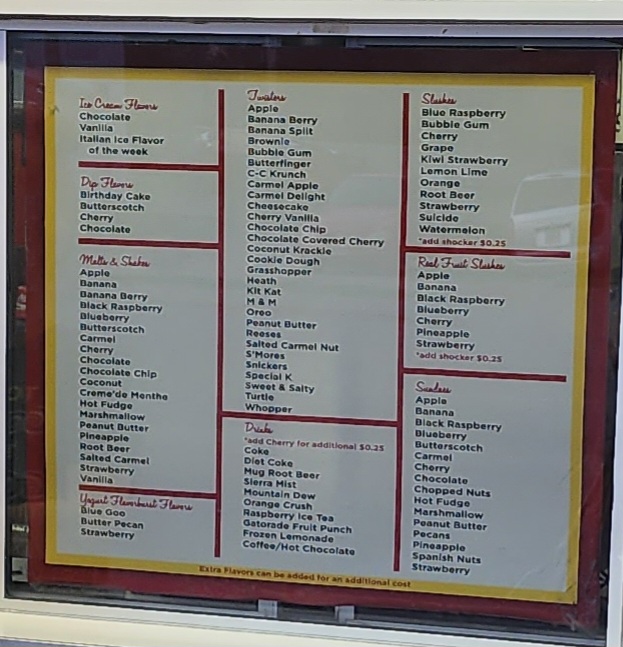 Ice Cream Flavors
Chocolate
Vanilla
Italian Ice Flavor
of the week
Dip Flavors
Birthday Cake
Butterscotch
Cherry
Chocolate
Malts & Shakes
Apple
Banana
Banana Berry
Black Raspberry
Blueberry
Butterscotch
Carmel
Cherry
Chocolate
Chocolate Chip
Coconut
Creme'de Menthe
Hot Fudge
Marshmallow
Peanut Butter
Pineapple
Root Beer
Salted Carmel
Strawberry
Vanilla
Yogurt Flavorburst Flavors
Blue Goo
Butter Pecan
Strawberry
Twisters
Apple
Banana Berry
Banana Split
Brownie
Bubble Gum
Butterfinger
C-C Krunch
Carmel Apple
Carmel Delight
Cheesecake
Cherry Vanilla
Chocolate Chip
Chocolate Covered Cherry
Coconut Krackle
Cookie Dough
Grasshopper
Heath
Kit Kat
M & M
Oreo
Peanut Butter
Reeses
Salted Carmel Nut
S'Mores
Snickers
Special K
Sweet & Salty
Turtle
Whopper
Drinks
*add Cherry for additional $0.25
Coke
Diet Coke
Mug Root Beer
Sierra Mist
Mountain Dew
Orange Crush
Raspberry Ice Tea
Gatorade Fruit Punch
Frozen Lemonade
Coffee/Hot Chocolate
Slushes
Blue Raspberry
Bubble Gum
Cherry
Grape
Kiwi Strawberry
Lemon Lime
Orange
Root Beer
Strawberry
Suicide
Watermelon
*add shocker $0.25
Real Fruit Slushes
Apple
Banana
Black Raspberry
Blueberry
Cherry
Pineapple
Strawberry
*add shocker $0.25
Sundaes
Apple
Banana
Black Raspberry
Blueberry
Butterscotch
Carmel
Cherry
Chocolate
Chopped Nuts
Hot Fudge
Marshmallow
Peanut Butter
Pecans
Pineapple
Spanish Nuts
Strawberry
Extra Flavors can be added for an additional cost